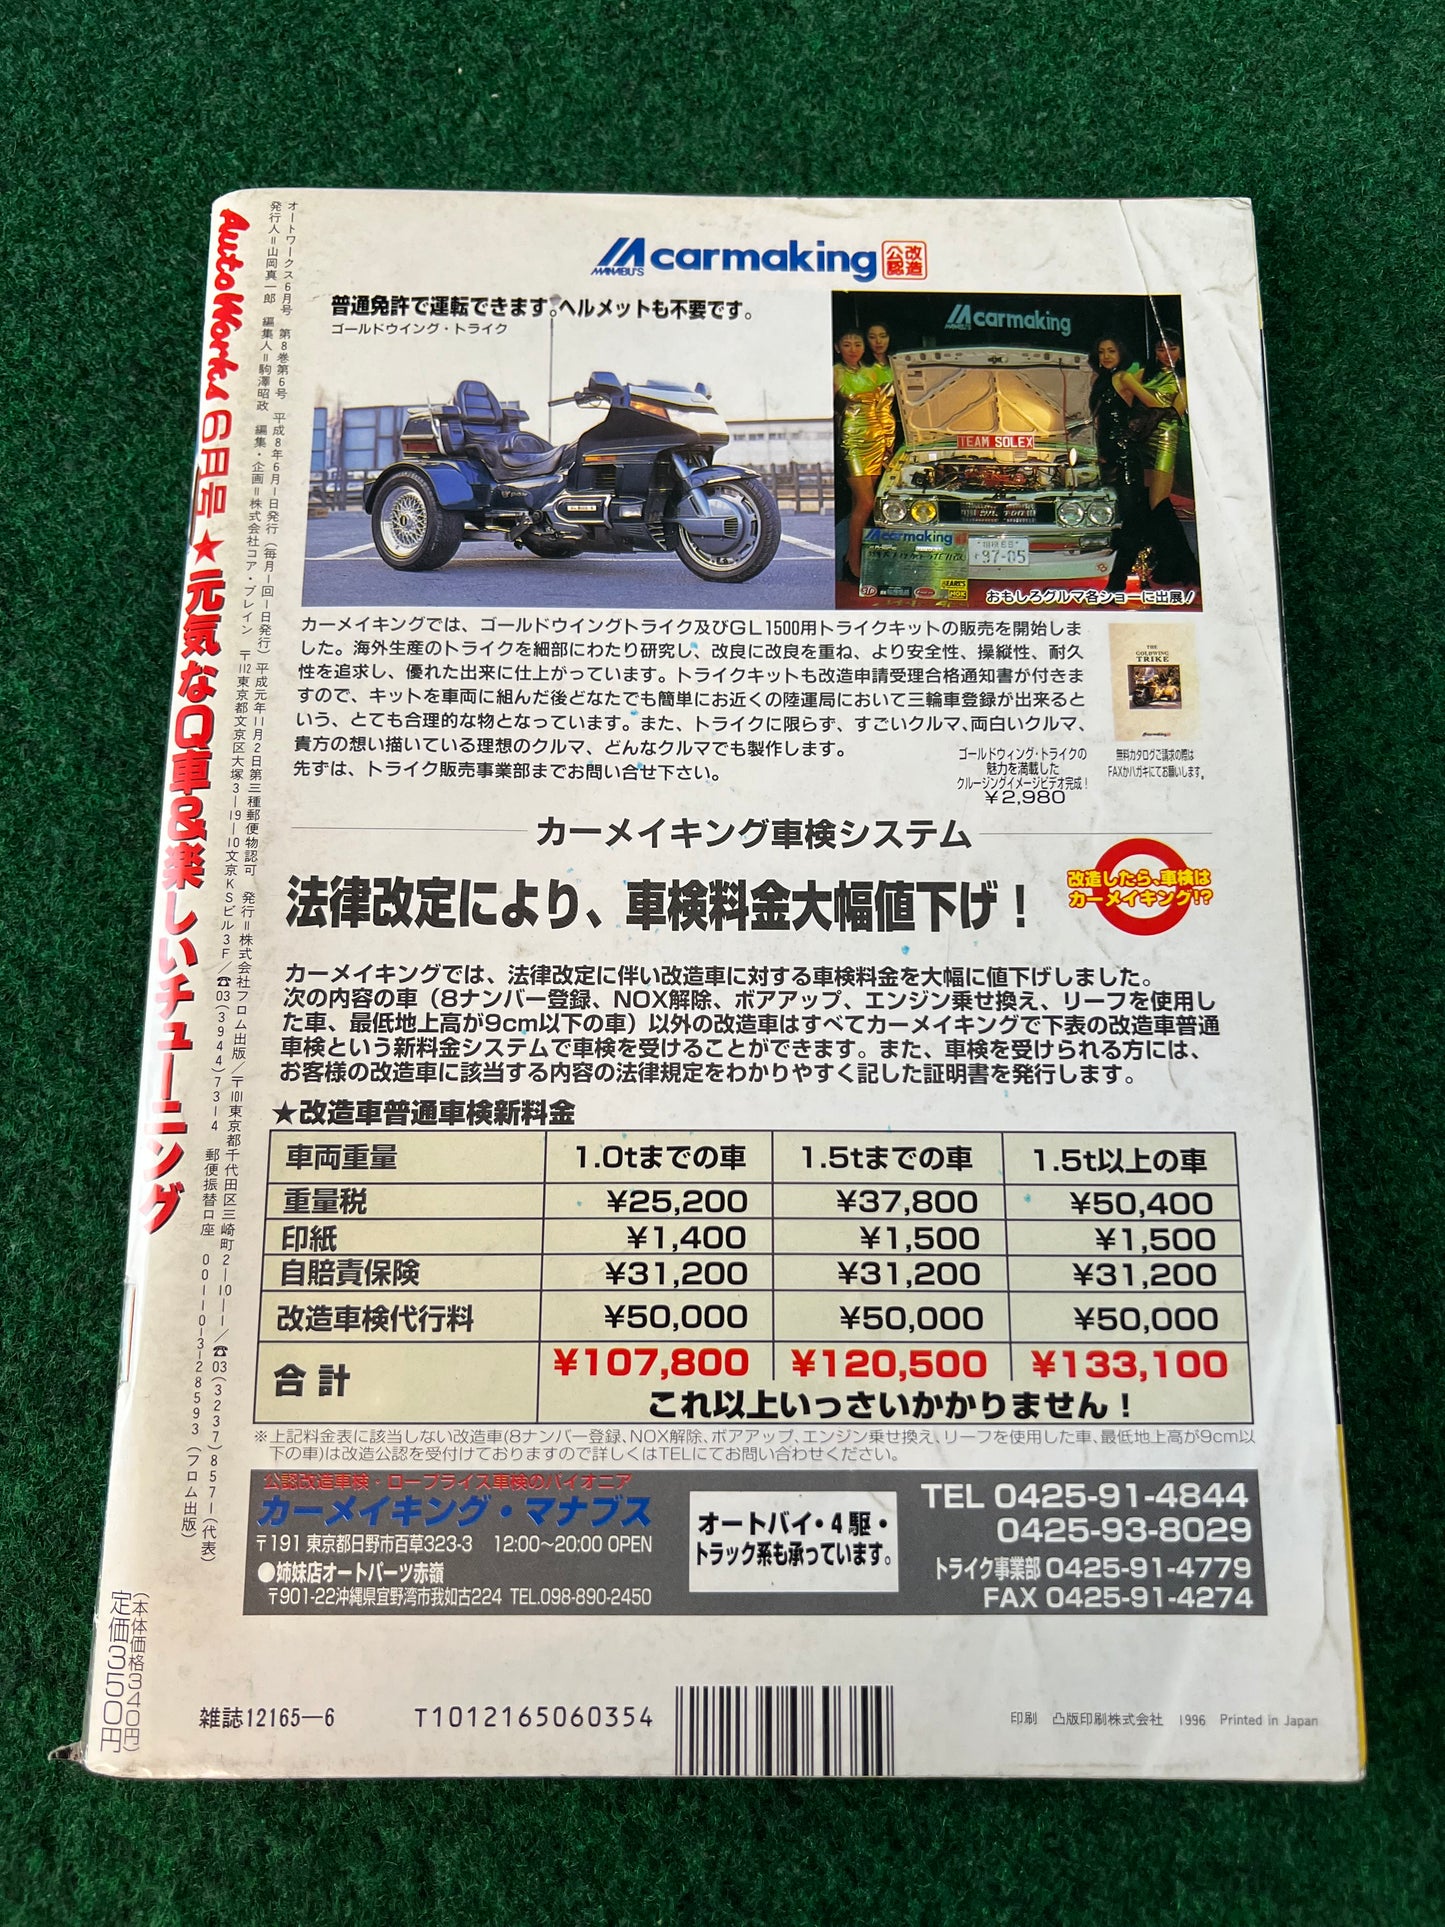 Auto Works 6月号 ★ 元気なQ車&楽しいチューニング
オートワークス6月号 第8巻第6号 平成8年6月1日発行(毎月1回1日発行)平成元年11月2日第三種郵便物認可 発行=株式会社フロム出版/〒101東京都千代田区三崎町2-10-1/☎03(3237)8571(代表)
発行人=山岡真一郎 編集人=駒澤昭政 編集・企画=株式会社コア・ブレイン 〒112東京都文京区大塚3-19-10文京KSビル3F/☎03(3944)7314 郵便振替口座 00110-3-28593(フロム出版)
(本体価格340円)
定価350円
MANABU'S carmaking 公認改造
普通免許で運転できます。ヘルメットも不要です。
ゴールドウイング・トライク
MANABU'S carmaking
TEAM SOLEX
carmaking
97-05
おもしろグルマ各ショーに出展!
カーメイキングでは、ゴールドウイングトライク及びGL1500用トライクキットの販売を開始しま
した。海外生産のトライクを細部にわたり研究し、改良に改良を重ね、より安全性、操縦性、耐久
性を追求し、優れた出来に仕上がっています。トライクキットも改造申請受理合格通知書が付きま
すので、キットを車両に組んだ後どなたでも簡単にお近くの陸運局において三輪車登録が出来ると
いう、とても合理的な物となっています。また、トライクに限らず、すごいクルマ、面白いクルマ、
貴方の想い描いている理想のクルマ、どんなクルマでも製作します。
先ずは、トライク販売事業部までお問い合せ下さい。
THE
GOLDWING
TRIKE
ゴールドウィング・トライクの
魅力を満載した
クルージングイメージビデオ完成!
¥2,980
無料カタログご請求の際は
FAXかハガキにてお願いします。
カーメイキング車検システム
法律改定により、車検料金大幅値下げ!
改造したら、車検は
カーメイキング!?
カーメイキングでは、法律改定に伴い改造車に対する車検料金を大幅に値下げしました。
次の内容の車(8ナンバー登録、NOX解除、ボアアップ、エンジン乗せ換え、リーフを使用し
た車、最低地上高が9cm以下の車)以外の改造車はすべてカーメイキングで下表の改造車普通
車検という新料金システムで車検を受けることができます。また、車検を受けられる方には、
お客様の改造車に該当する内容の法律規定をわかりやすく記した証明書を発行します。
★改造車普通車検新料金
車両重量 1.0tまでの車 1.5tまでの車 1.5t以上の車
重量税 ¥25,200 ¥37,800 ¥50,400
印紙 ¥1,400 ¥1,500 ¥1,500
自賠責保険 ¥31,200 ¥31,200 ¥31,200
改造車検代行料 ¥50,000 ¥50,000 ¥50,000
合計 ¥107,800 ¥120,500 ¥133,100
これ以上いっさいかかりません!
※上記料金表に該当しない改造車(8ナンバー登録、NOX解除、ボアアップ、エンジン乗せ換え、リーフを使用した車、最低地上高が9cm以
下の車)は改造公認を受付けておりますので詳しくはTELにてお問い合わせください。
公認改造車検・ロープライス車検のパイオニア
カーメイキング・マナブス
〒191 東京都日野市百草323-3 12:00〜20:00 OPEN
●姉妹店オートパーツ赤嶺
〒901-22沖縄県宜野湾市我如古224 TEL.098-890-2450
オートバイ・4駆・
トラック系も承っています。
TEL 0425-91-4844
0425-93-8029
トライク事業部 0425-91-4779
FAX 0425-91-4274
雑誌12165-6
T1012165060354
印刷 凸版印刷株式会社 1996 Printed in Japan